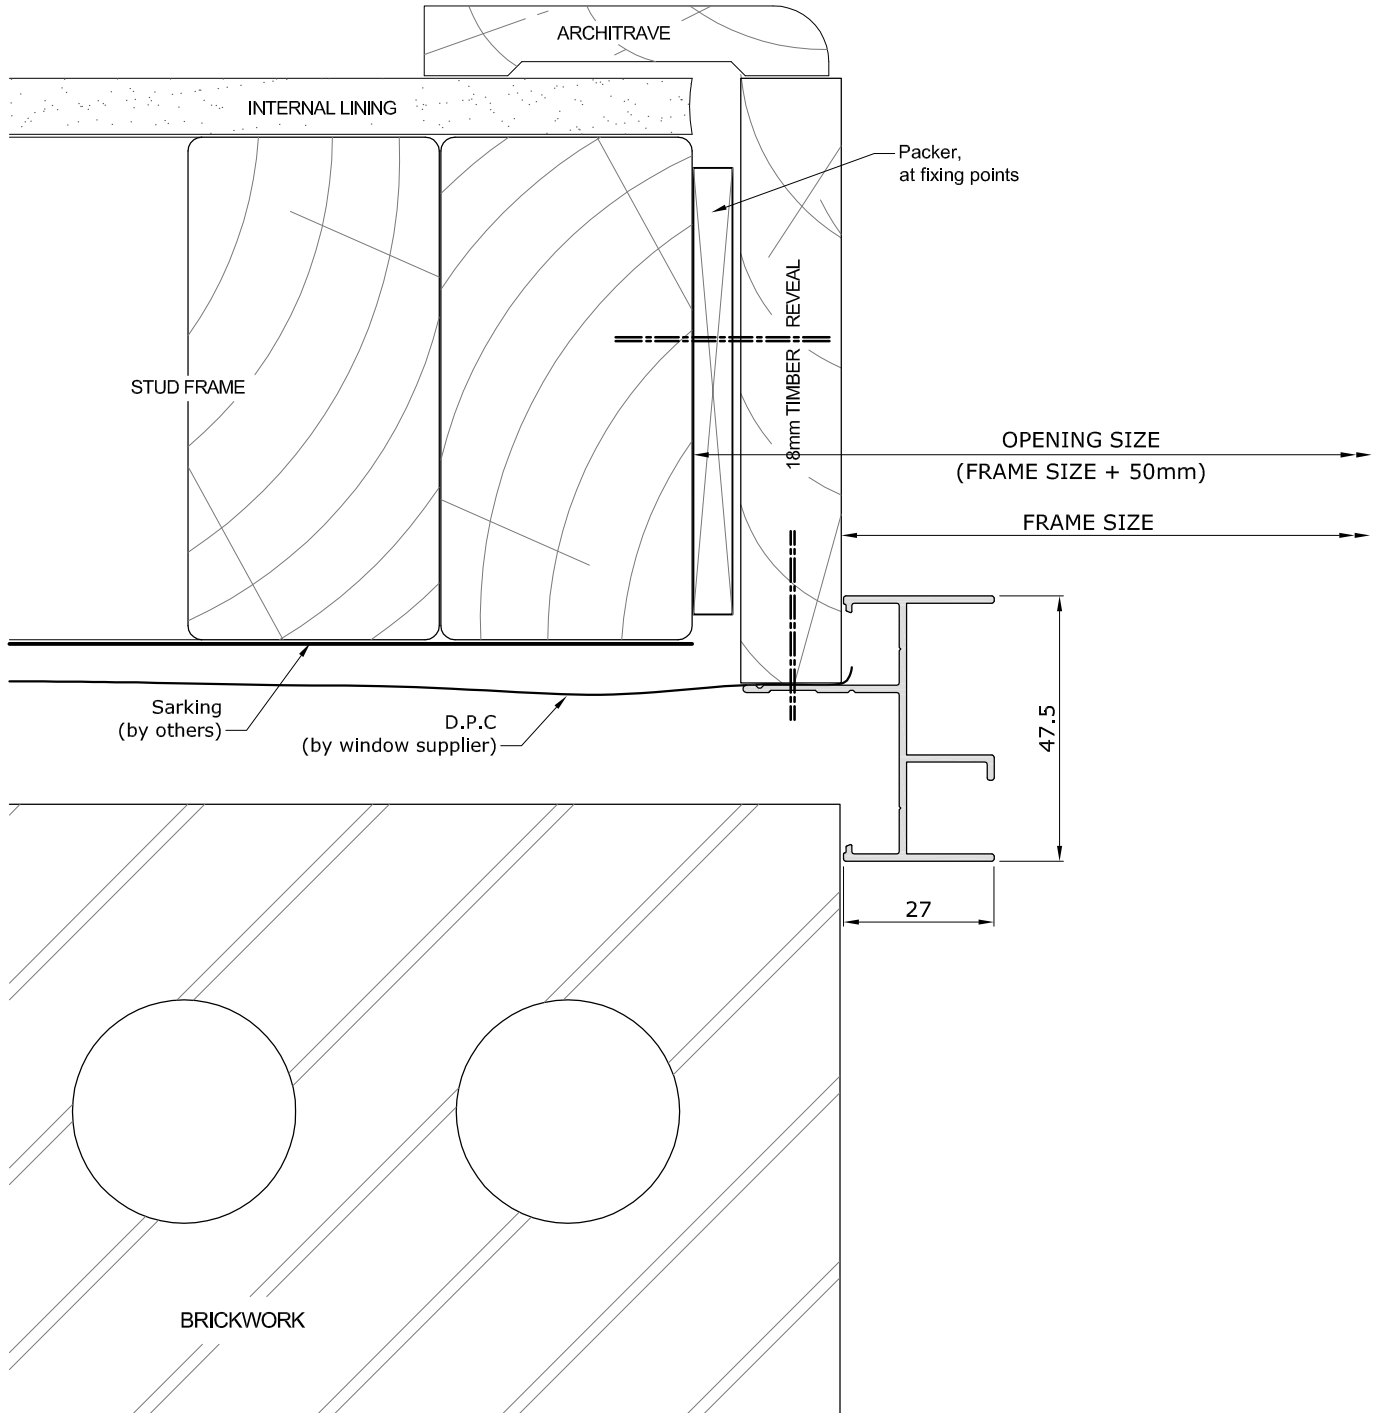 ARCHITRAVE
INTERNAL LINING
Packer,
at fixing points
18mm TIMBER REVEAL
STUD FRAME
OPENING SIZE
(FRAME SIZE + 50mm)
FRAME SIZE
Sarking
(by others)
D.P.C
(by window supplier)
47.5
27
BRICKWORK